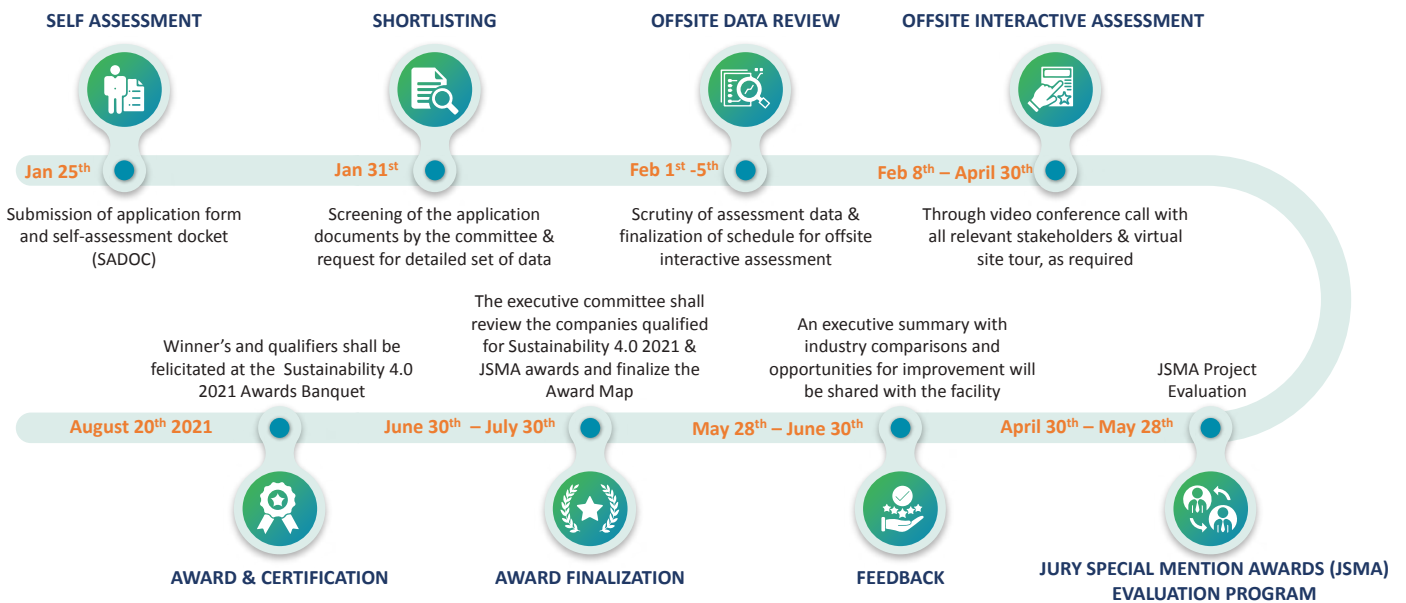 SELF ASSESSMENT
Jan 25th
Submission of application form
and self-assessment docket
(SADOC)
SHORTLISTING
Jan 31st
Screening of the application
documents by the committee &
request for detailed set of data
OFFSITE DATA REVIEW
Feb 1st -5th
Scrutiny of assessment data &
finalization of schedule for offsite
interactive assessment
OFFSITE INTERACTIVE ASSESSMENT
Feb 8th – April 30th
Through video conference call with
all relevant stakeholders & virtual
site tour, as required
JSMA Project
Evaluation
April 30th – May 28th
JURY SPECIAL MENTION AWARDS (JSMA)
EVALUATION PROGRAM
An executive summary with
industry comparisons and
opportunities for improvement will
be shared with the facility
May 28th – June 30th
FEEDBACK
The executive committee shall
review the companies qualified
for Sustainability 4.0 2021 &
JSMA awards and finalize the
Award Map
June 30th – July 30th
AWARD FINALIZATION
Winner's and qualifiers shall be
felicitated at the Sustainability 4.0
2021 Awards Banquet
August 20th 2021
AWARD & CERTIFICATION